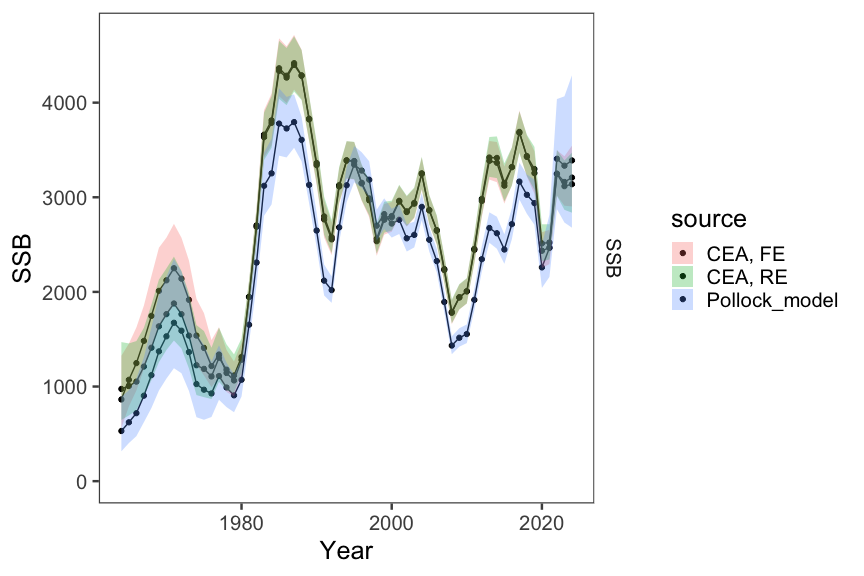 4000
3000
2000
1000
0
SSB
1980
2000
2020
Year
SSB
source
CEA, FE
CEA, RE
Pollock_model